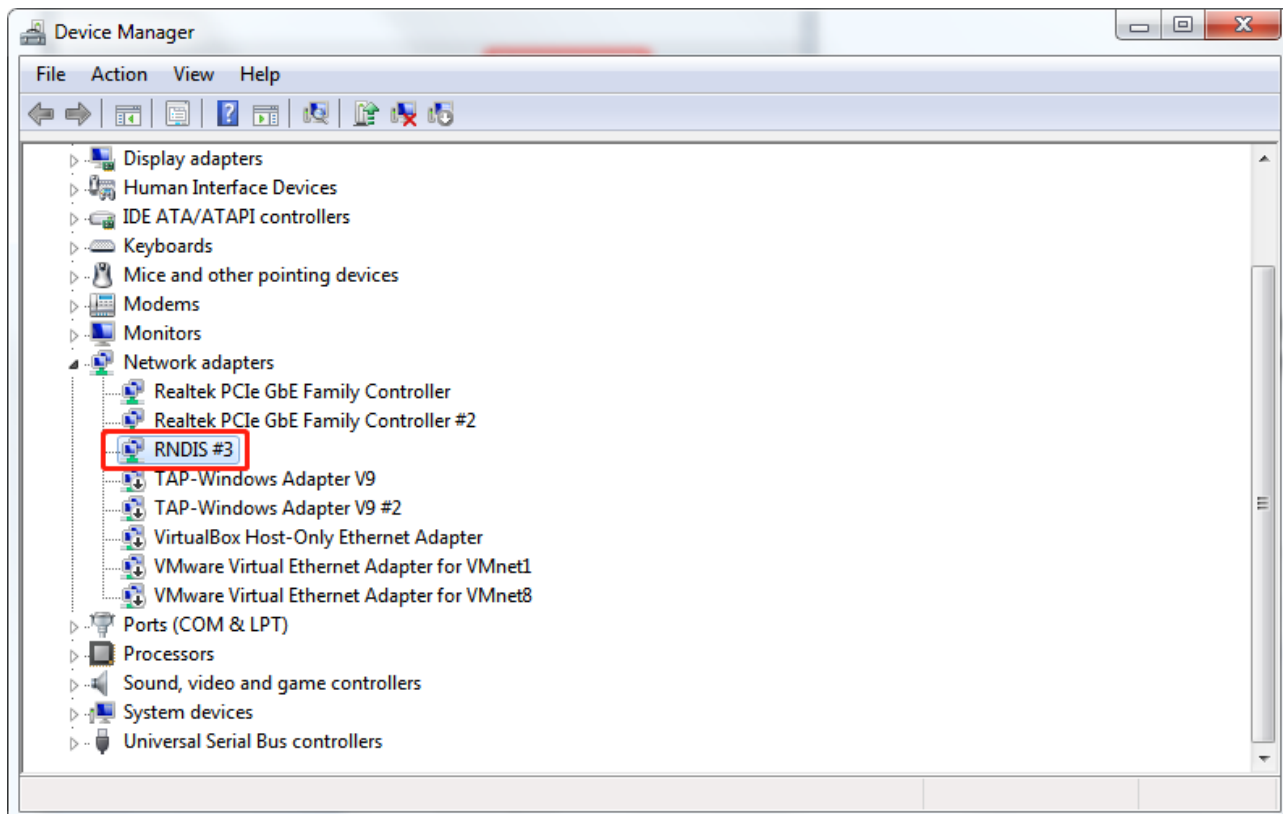 Device Manager
File Action View Help
Display adapters
Human Interface Devices
IDE ATA/ATAPI controllers
Keyboards
Mice and other pointing devices
Modems
Monitors
Network adapters
Realtek PCIe GbE Family Controller
Realtek PCIe GbE Family Controller #2
RNDIS #3
TAP-Windows Adapter V9
TAP-Windows Adapter V9 #2
VirtualBox Host-Only Ethernet Adapter
VMware Virtual Ethernet Adapter for VMnet1
VMware Virtual Ethernet Adapter for VMnet8
Ports (COM & LPT)
Processors
Sound, video and game controllers
System devices
Universal Serial Bus controllers